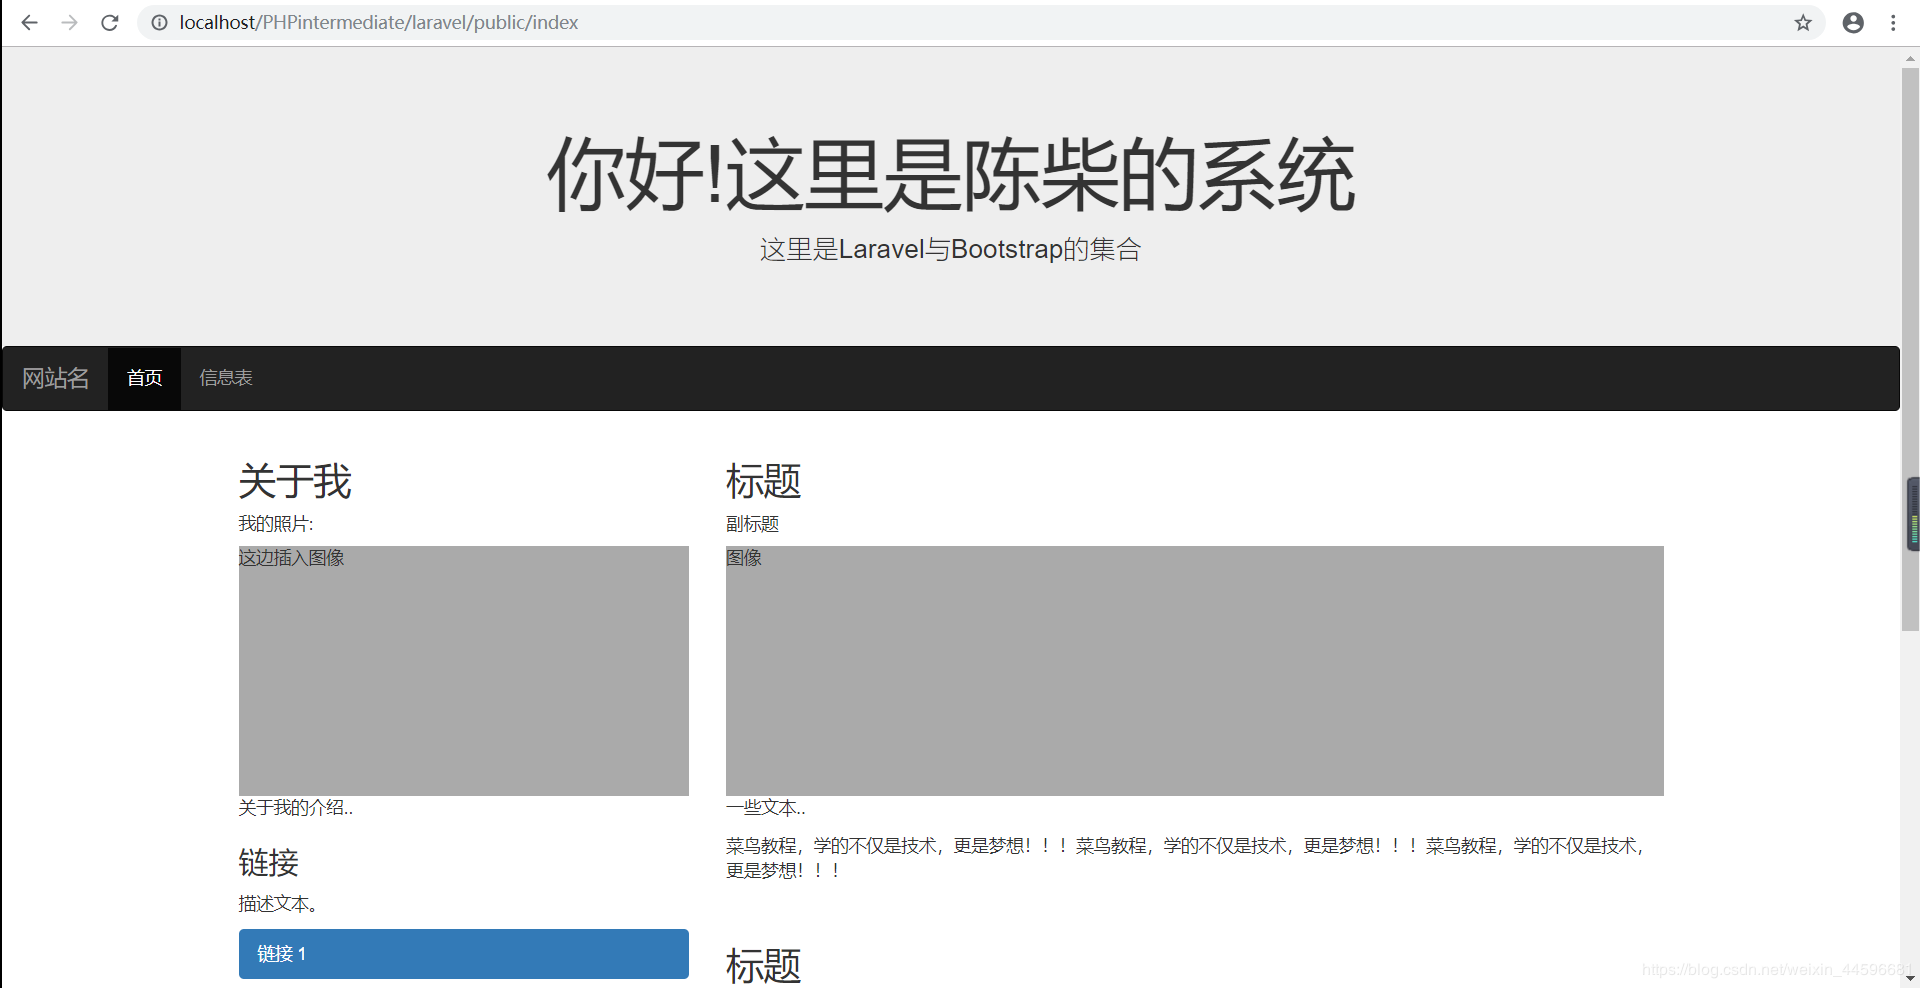 localhost/PHPintermediate/laravel/public/index
你好!这里是陈柴的系统
这里是Laravel与Bootstrap的集合
网站名 首页 信息表
关于我
我的照片:
这边插入图像
关于我的介绍..
链接
描述文本。
链接 1
标题
副标题
图像
一些文本..
菜鸟教程，学的不仅是技术，更是梦想！！！菜鸟教程，学的不仅是技术，更是梦想！！！菜鸟教程，学的不仅是技术，
更是梦想！！！
标题
https://blog.csdn.net/weixin_44596681